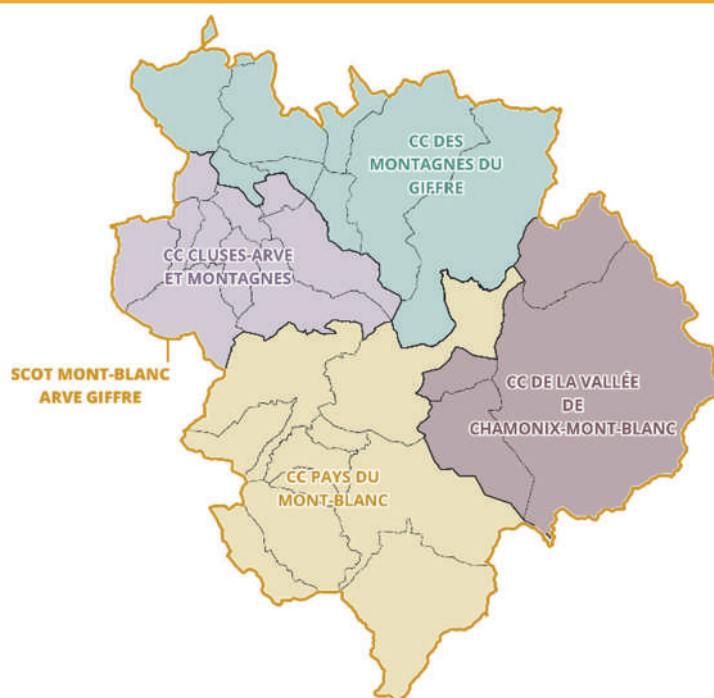 CC DES
MONTAGNES DU
GIFFRE
CC CLUSES-ARVE
ET MONTAGNES
SCOT MONT-BLANC
ARVE GIFFRE
CC DE LA VALLÉE
DE
CHAMONIX-MONT-BLANC
CC PAYS DU
MONT-BLANC